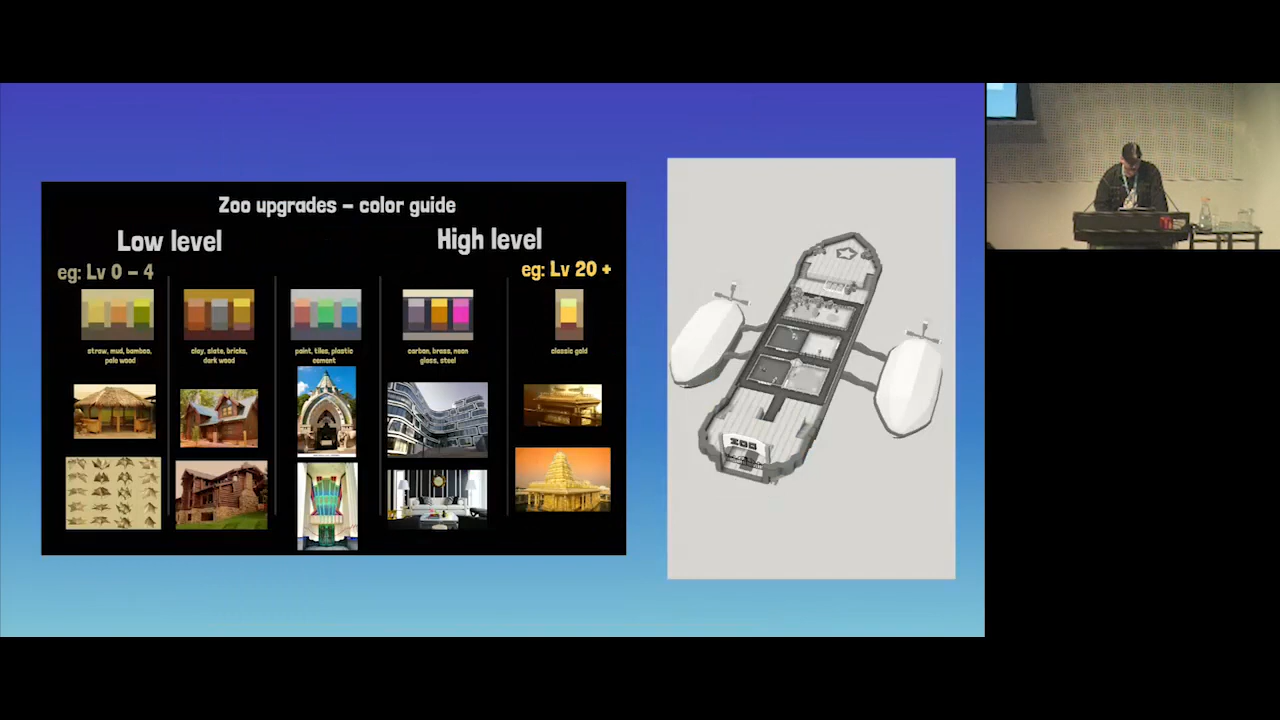 Zoo upgrades – color guide
Low level
High level
eg: Lv 0 – 4
eg: Lv 20 +
straw, mud, bamboo,
pale wood
clay, slate, bricks,
dark wood
paint, tiles, plastic
cement
carbon, brass, neon
glass, steel
classic gold
ZOO